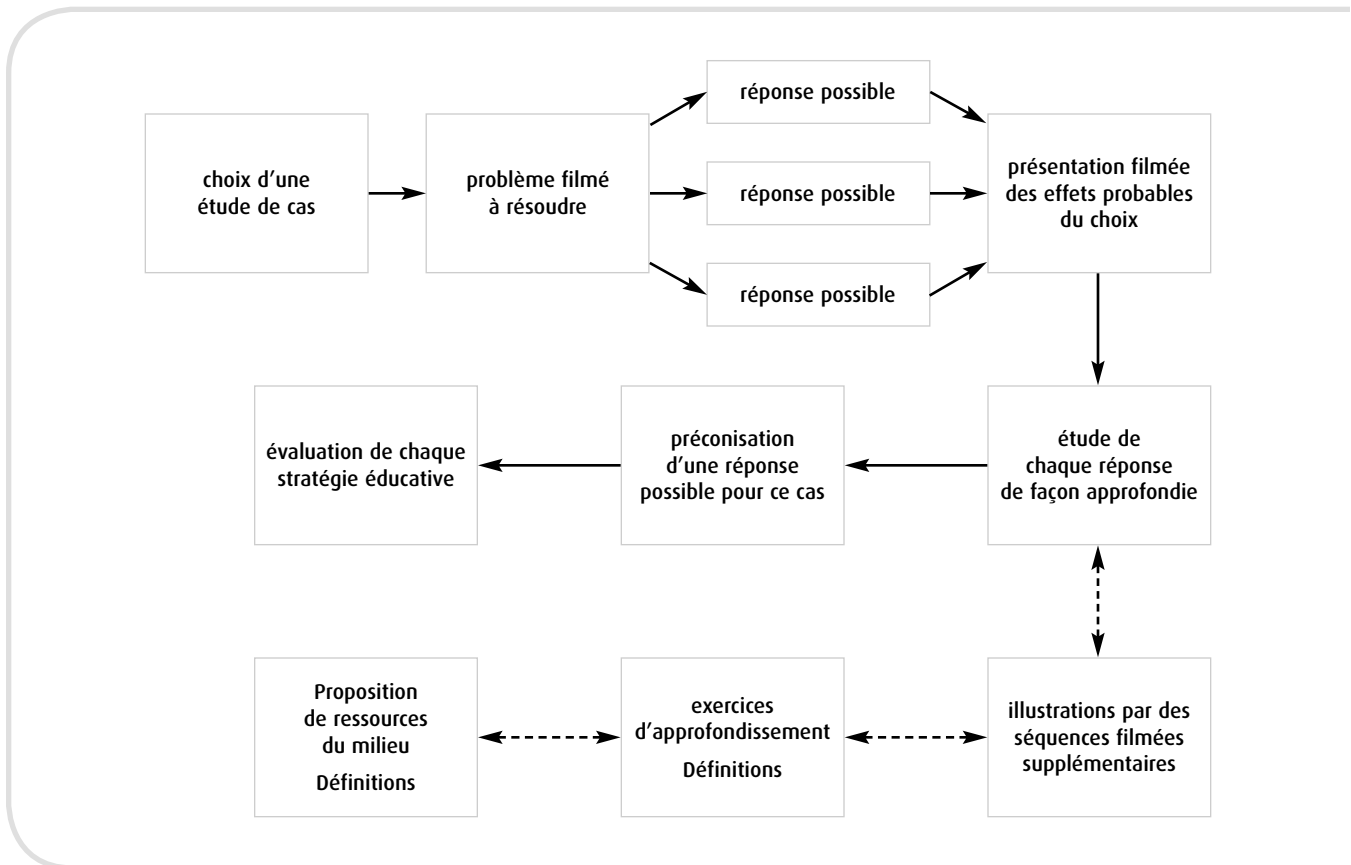 choix d'une
étude de cas
problème filmé
à résoudre
réponse possible
réponse possible
réponse possible
présentation filmée
des effets probables
du choix
évaluation de chaque
stratégie éducative
préconisation
d'une réponse
possible pour ce cas
étude de
chaque réponse
de façon approfondie
Proposition
de ressources
du milieu
Définitions
exercices
d'approfondissement
Définitions
illustrations par des
séquences filmées
supplémentaires